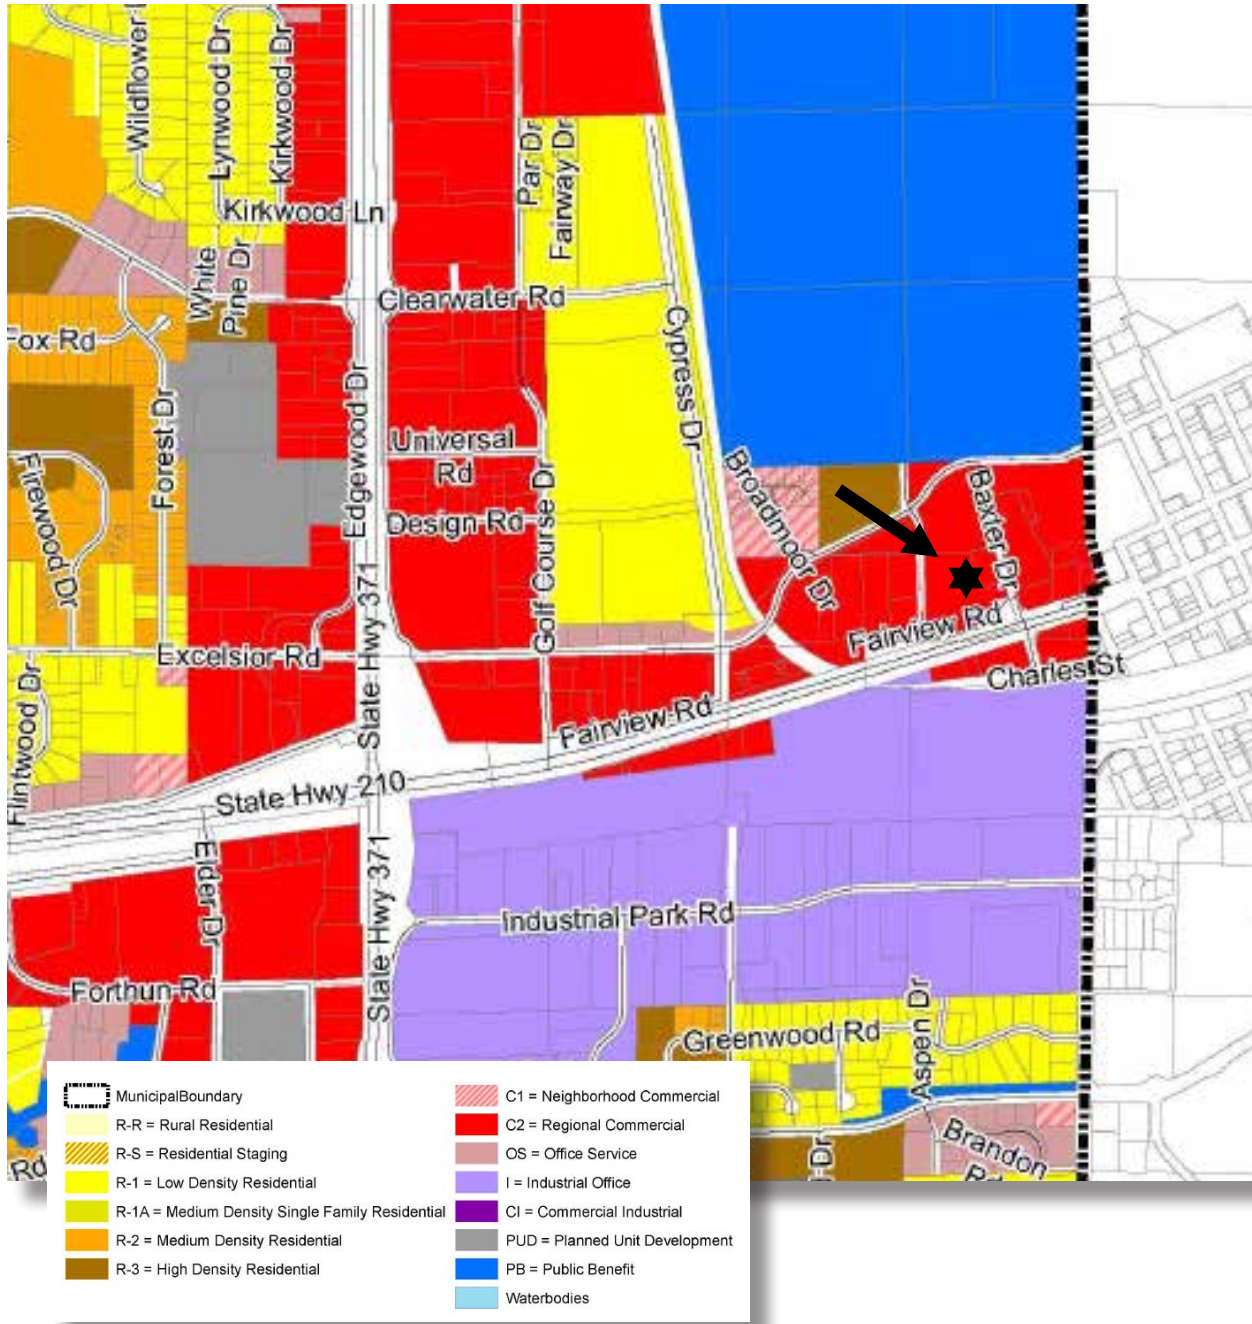 Wildflower
Lynwood Dr
Kirkwood Dr
Kirkwood Ln
White
Pine Dr
Par Dr
Fairway Dr
Clearwater Rd
Cypress Dr
Fox Rd
Forest Dr
Firewood Dr
Edgewood Dr
Universal
Rd
Design Rd
Golf Course Dr
Broadmoor Dr
Baxter Dr
Fairview Rd
Charles St
Excelsior Rd
State Hwy 371
Flintwood Dr
Fairview Rd
State Hwy 210
Elder Dr
State Hwy 371
Industrial Park Rd
Forthun Rd
Greenwood Rd
Aspen Dr
Brandon
Rd
Dr
Rd
MunicipalBoundary
R-R = Rural Residential
R-S = Residential Staging
R-1 = Low Density Residential
R-1A = Medium Density Single Family Residential
R-2 = Medium Density Residential
R-3 = High Density Residential
C1 = Neighborhood Commercial
C2 = Regional Commercial
OS = Office Service
I = Industrial Office
CI = Commercial Industrial
PUD = Planned Unit Development
PB = Public Benefit
Waterbodies